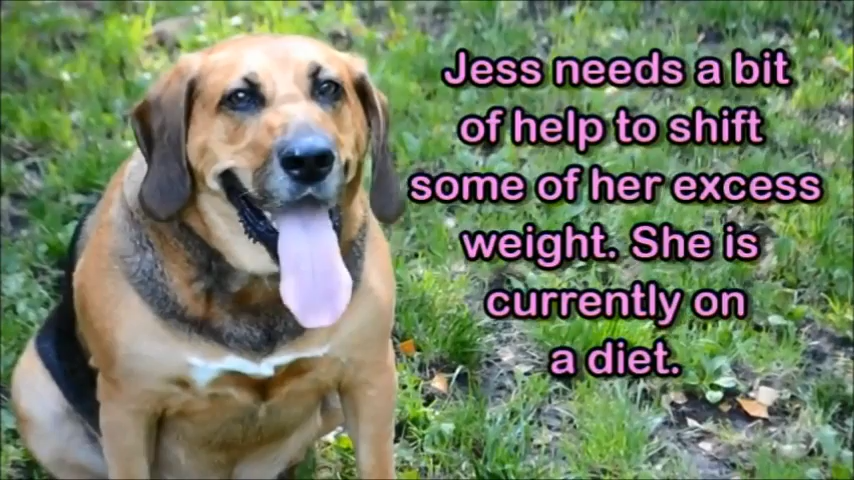 Jess needs a bit
of help to shift
some of her excess
weight. She is
currently on
a diet.